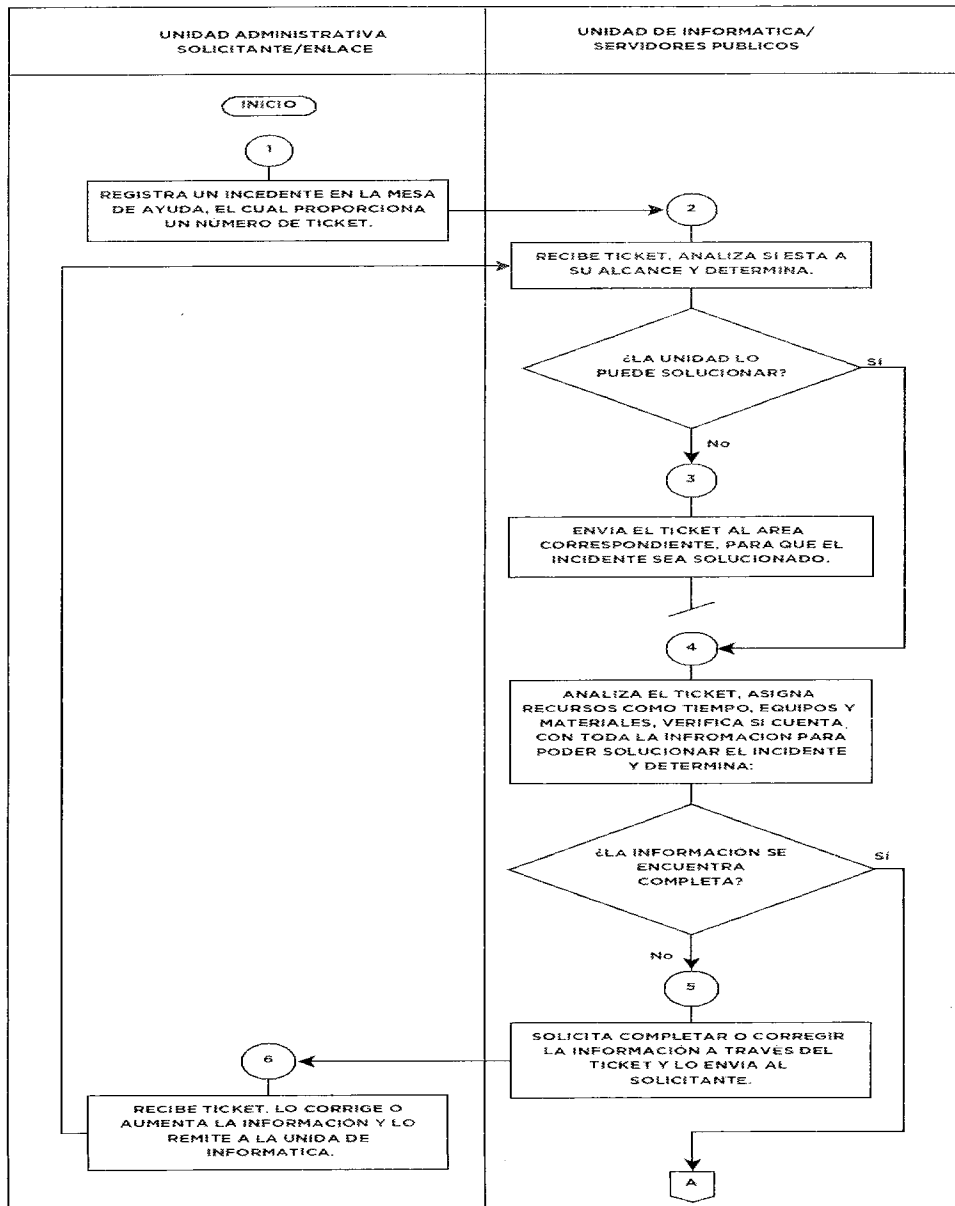 UNIDAD ADMINISTRATIVA
SOLICITANTE/ENLACE
UNIDAD DE INFORMATICA/
SERVIDORES PUBLICOS
INICIO
1
REGISTRA UN INCEDENTE EN LA MESA
DE AYUDA, EL CUAL PROPORCIONA
UN NÚMERO DE TICKET.
2
RECIBE TICKET, ANALIZA SI ESTA A
SU ALCANCE Y DETERMINA.
¿LA UNIDAD LO
PUEDE SOLUCIONAR?
Sí
No
3
ENVIA EL TICKET AL AREA
CORRESPONDIENTE, PARA QUE EL
INCIDENTE SEA SOLUCIONADO.
4
ANALIZA EL TICKET, ASIGNA
RECURSOS COMO TIEMPO, EQUIPOS Y
MATERIALES, VERIFICA SI CUENTA
CON TODA LA INFROMACION PARA
PODER SOLUCIONAR EL INCIDENTE
Y DETERMINA:
¿LA INFORMACIÓN SE
ENCUENTRA
COMPLETA?
Sí
No
5
SOLICITA COMPLETAR O CORREGIR
LA INFORMACIÓN A TRAVÉS DEL
TICKET Y LO ENVIA AL
SOLICITANTE.
6
RECIBE TICKET, LO CORRIGE O
AUMENTA LA INFORMACIÓN Y LO
REMITE A LA UNIDA DE
INFORMATICA.
A